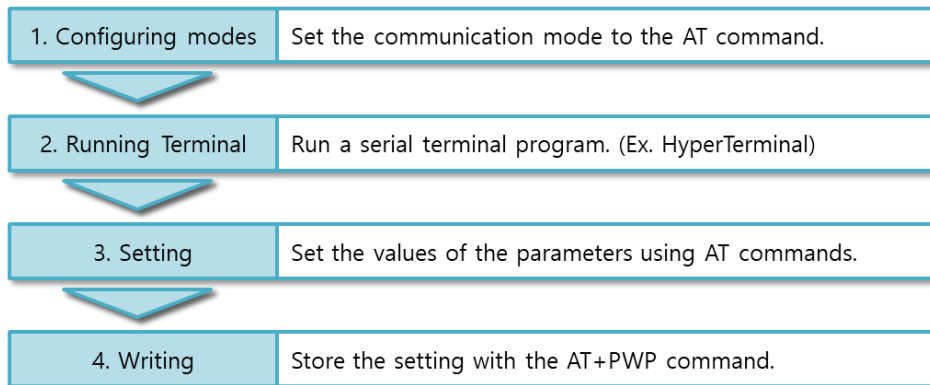 1. Configuring modes Set the communication mode to the AT command.
2. Running Terminal Run a serial terminal program. (Ex. HyperTerminal)
3. Setting Set the values of the parameters using AT commands.
4. Writing Store the setting with the AT+PWP command.